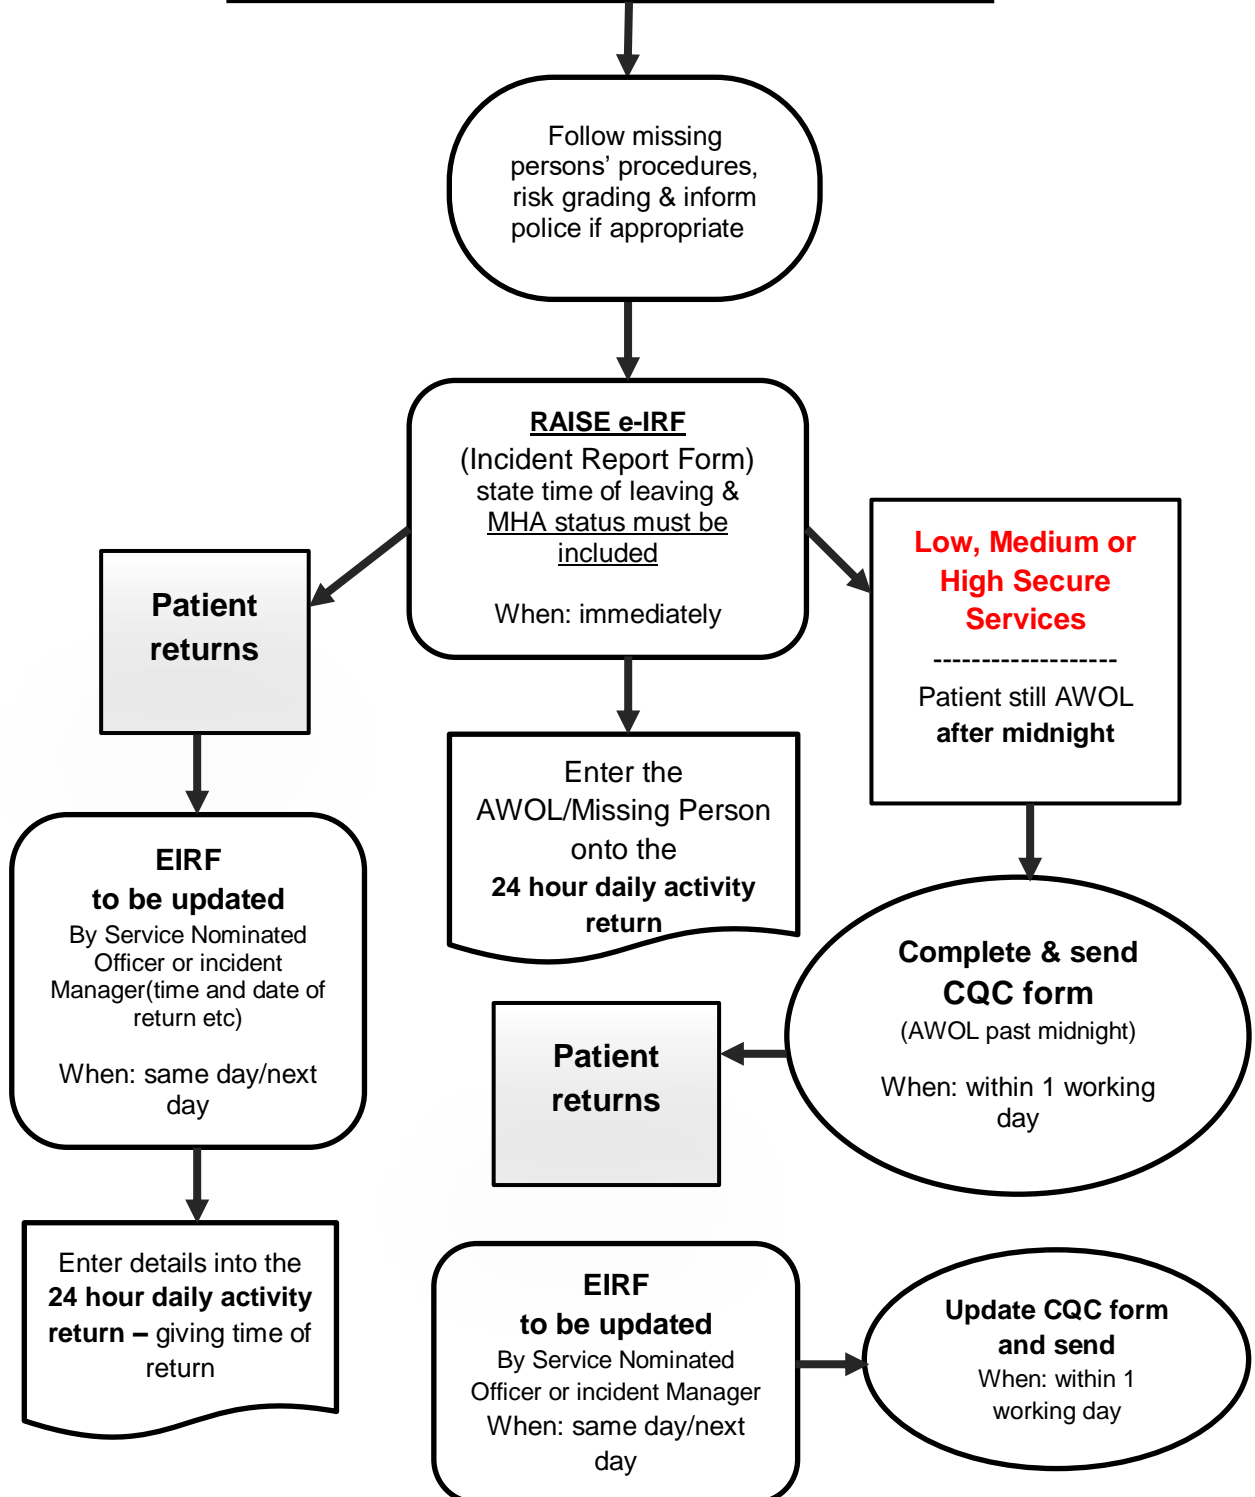 Follow missing
persons’ procedures,
risk grading & inform
police if appropriate
RAISE e-IRF
(Incident Report Form)
state time of leaving &
MHA status must be
included
When: immediately
Low, Medium or
High Secure
Services
-------------------
Patient still AWOL
after midnight
Patient
returns
Enter the
AWOL/Missing Person
onto the
24 hour daily activity
return
EIRF
to be updated
By Service Nominated
Officer or incident
Manager(time and date of
return etc)
When: same day/next
day
Complete & send
CQC form
(AWOL past midnight)
When: within 1 working
day
Patient
returns
Enter details into the
24 hour daily activity
return – giving time of
return
EIRF
to be updated
By Service Nominated
Officer or incident Manager
When: same day/next
day
Update CQC form
and send
When: within 1
working day